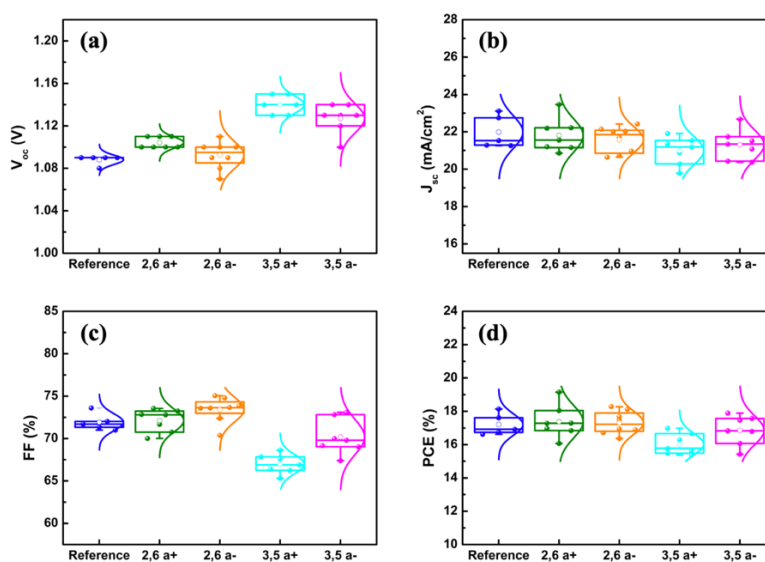 (a)
V_oc (V)
1.20
1.16
1.12
1.08
1.04
1.00
Reference 2,6 a+ 2,6 a- 3,5 a+ 3,5 a-
(b)
J_sc (mA/cm²)
28
26
24
22
20
18
16
Reference 2,6 a+ 2,6 a- 3,5 a+ 3,5 a-
(c)
FF (%)
85
80
75
70
65
60
Reference 2,6 a+ 2,6 a- 3,5 a+ 3,5 a-
(d)
PCE (%)
24
22
20
18
16
14
12
10
Reference 2,6 a+ 2,6 a- 3,5 a+ 3,5 a-